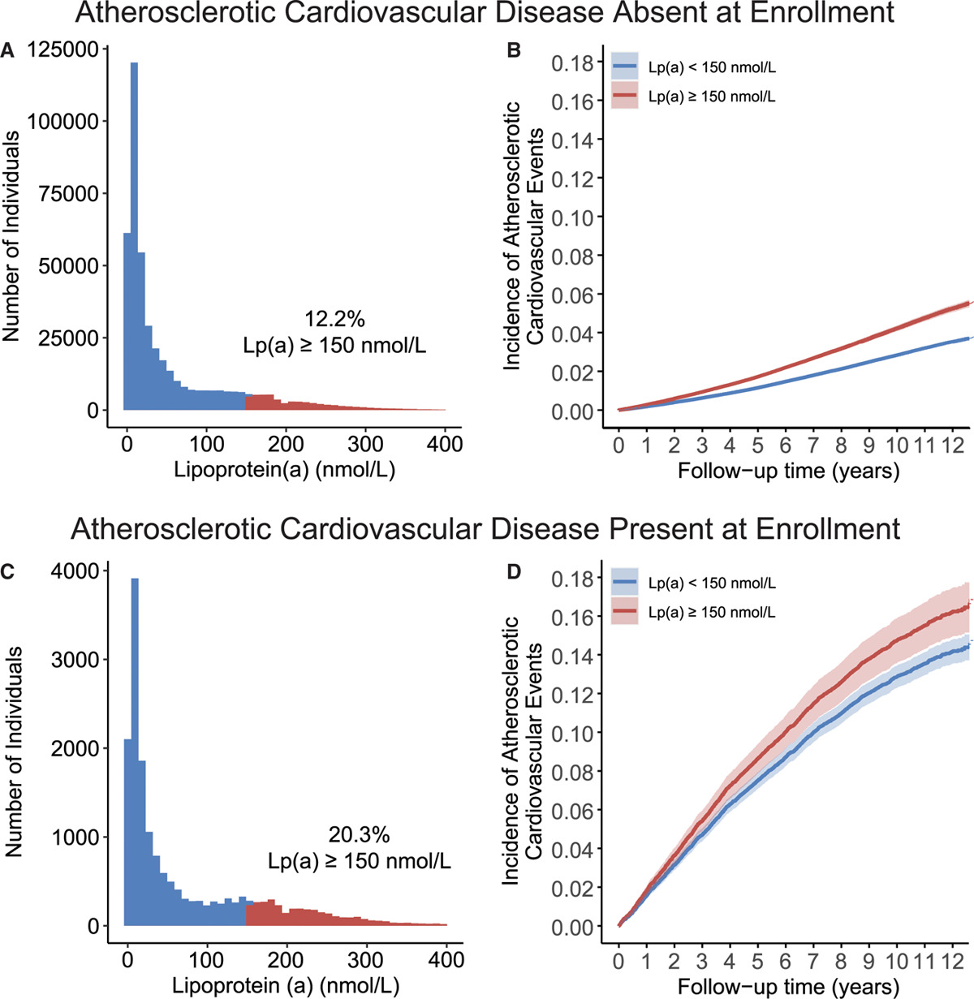 Atherosclerotic Cardiovascular Disease Absent at Enrollment
A
125000
100000
75000
50000
25000
0
Number of Individuals
12.2%
Lp(a) ≥ 150 nmol/L
0 100 200 300 400
Lipoprotein(a) (nmol/L)
B
Lp(a) < 150 nmol/L
Lp(a) ≥ 150 nmol/L
0.18
0.16
0.14
0.12
0.10
0.08
0.06
0.04
0.02
0.00
Incidence of Atherosclerotic
Cardiovascular Events
0 1 2 3 4 5 6 7 8 9 10 11 12
Follow−up time (years)
Atherosclerotic Cardiovascular Disease Present at Enrollment
C
4000
3000
2000
1000
0
Number of Individuals
20.3%
Lp(a) ≥ 150 nmol/L
0 100 200 300 400
Lipoprotein (a) (nmol/L)
D
Lp(a) < 150 nmol/L
Lp(a) ≥ 150 nmol/L
0.18
0.16
0.14
0.12
0.10
0.08
0.06
0.04
0.02
0.00
Incidence of Atherosclerotic
Cardiovascular Events
0 1 2 3 4 5 6 7 8 9 10 11 12
Follow−up time (years)